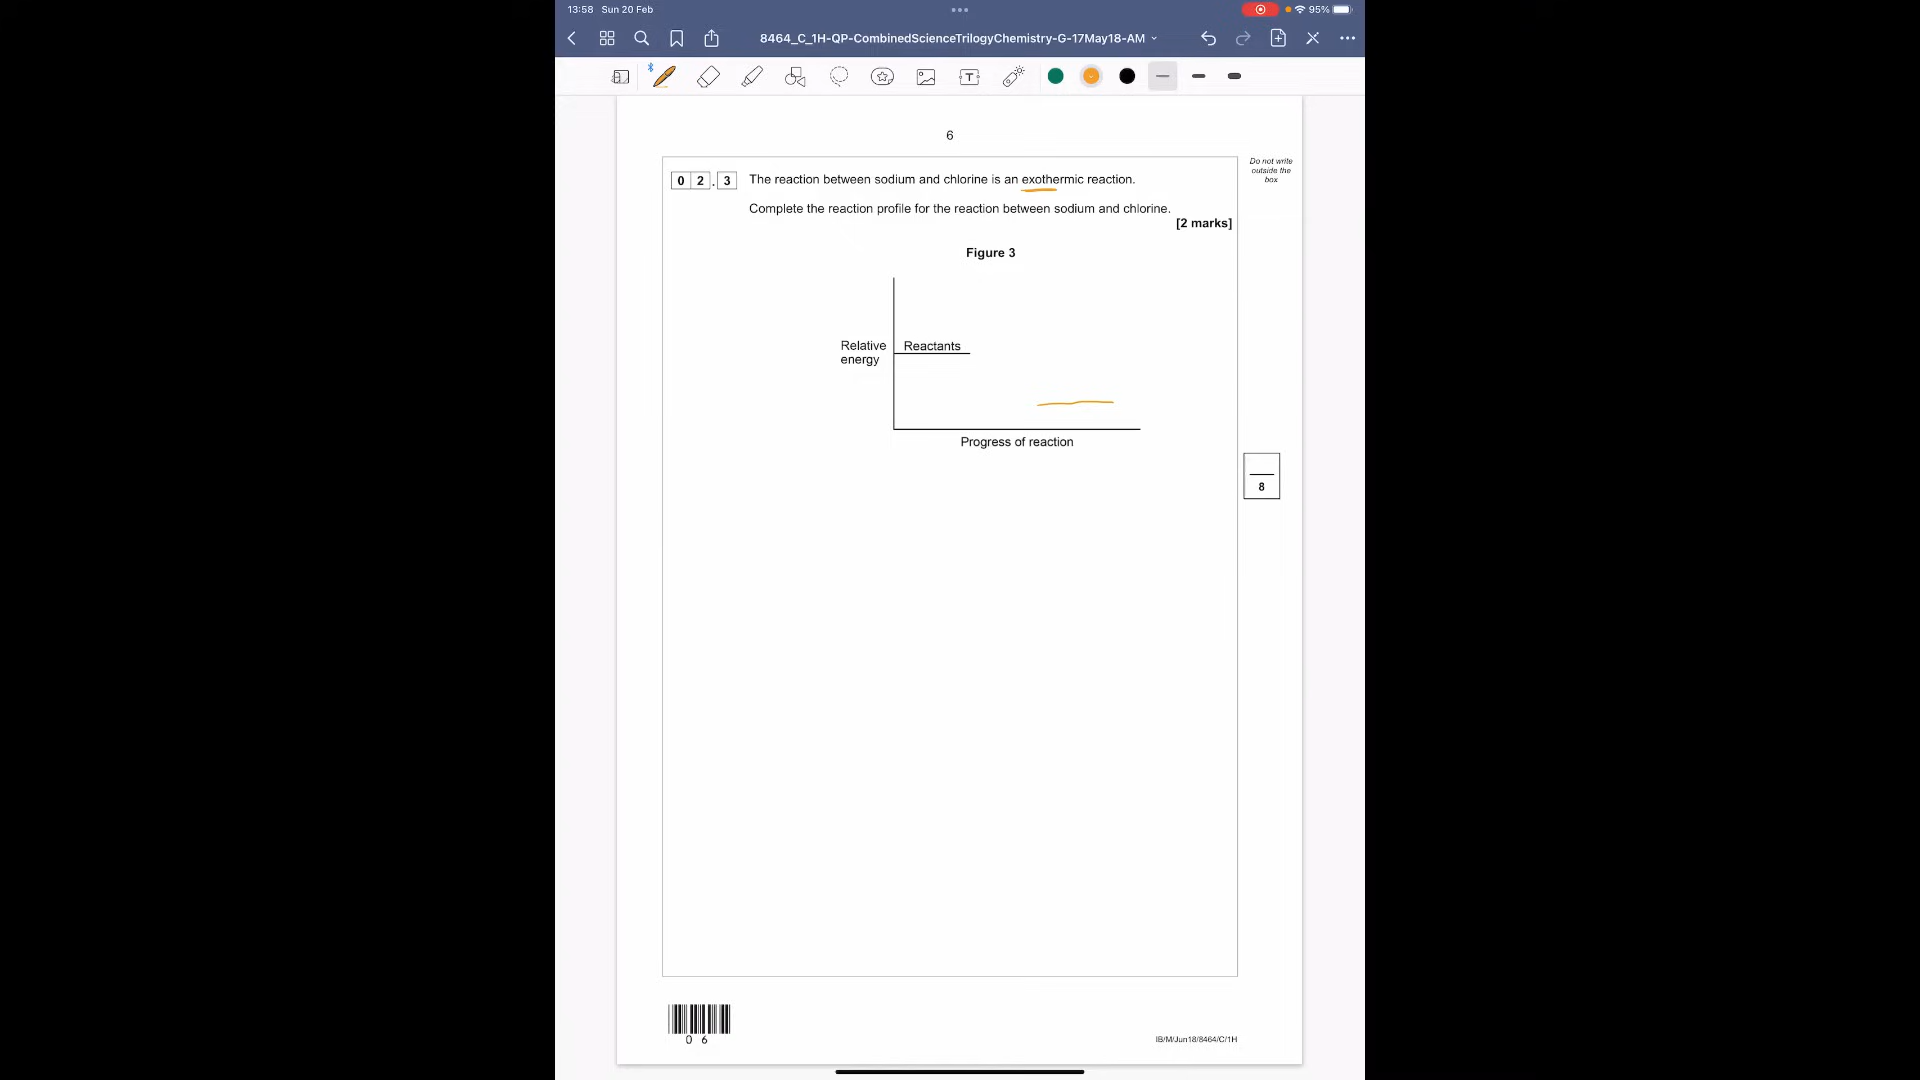 13:58 Sun 20 Feb
95%
8464_C_1H-QP-CombinedScienceTrilogyChemistry-G-17May18-AM
6
Do not write
outside the
box
0 2 . 3 The reaction between sodium and chlorine is an exothermic reaction.
Complete the reaction profile for the reaction between sodium and chlorine.
[2 marks]
Figure 3
Relative
energy
Reactants
Progress of reaction
8
0 6
IB/M/Jun18/8464/C/1H